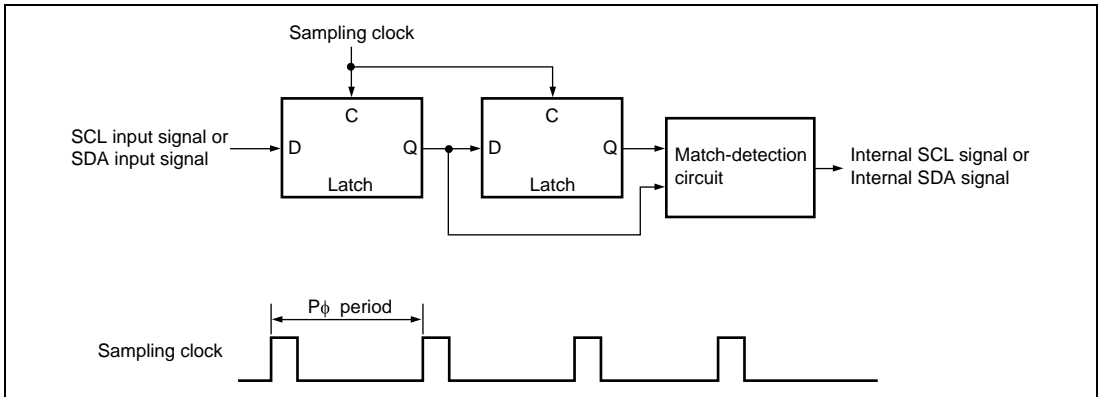 Sampling clock
SCL input signal or
SDA input signal
C
D
Q
Latch
C
D
Q
Latch
Match-detection
circuit
Internal SCL signal or
Internal SDA signal
Pϕ period
Sampling clock